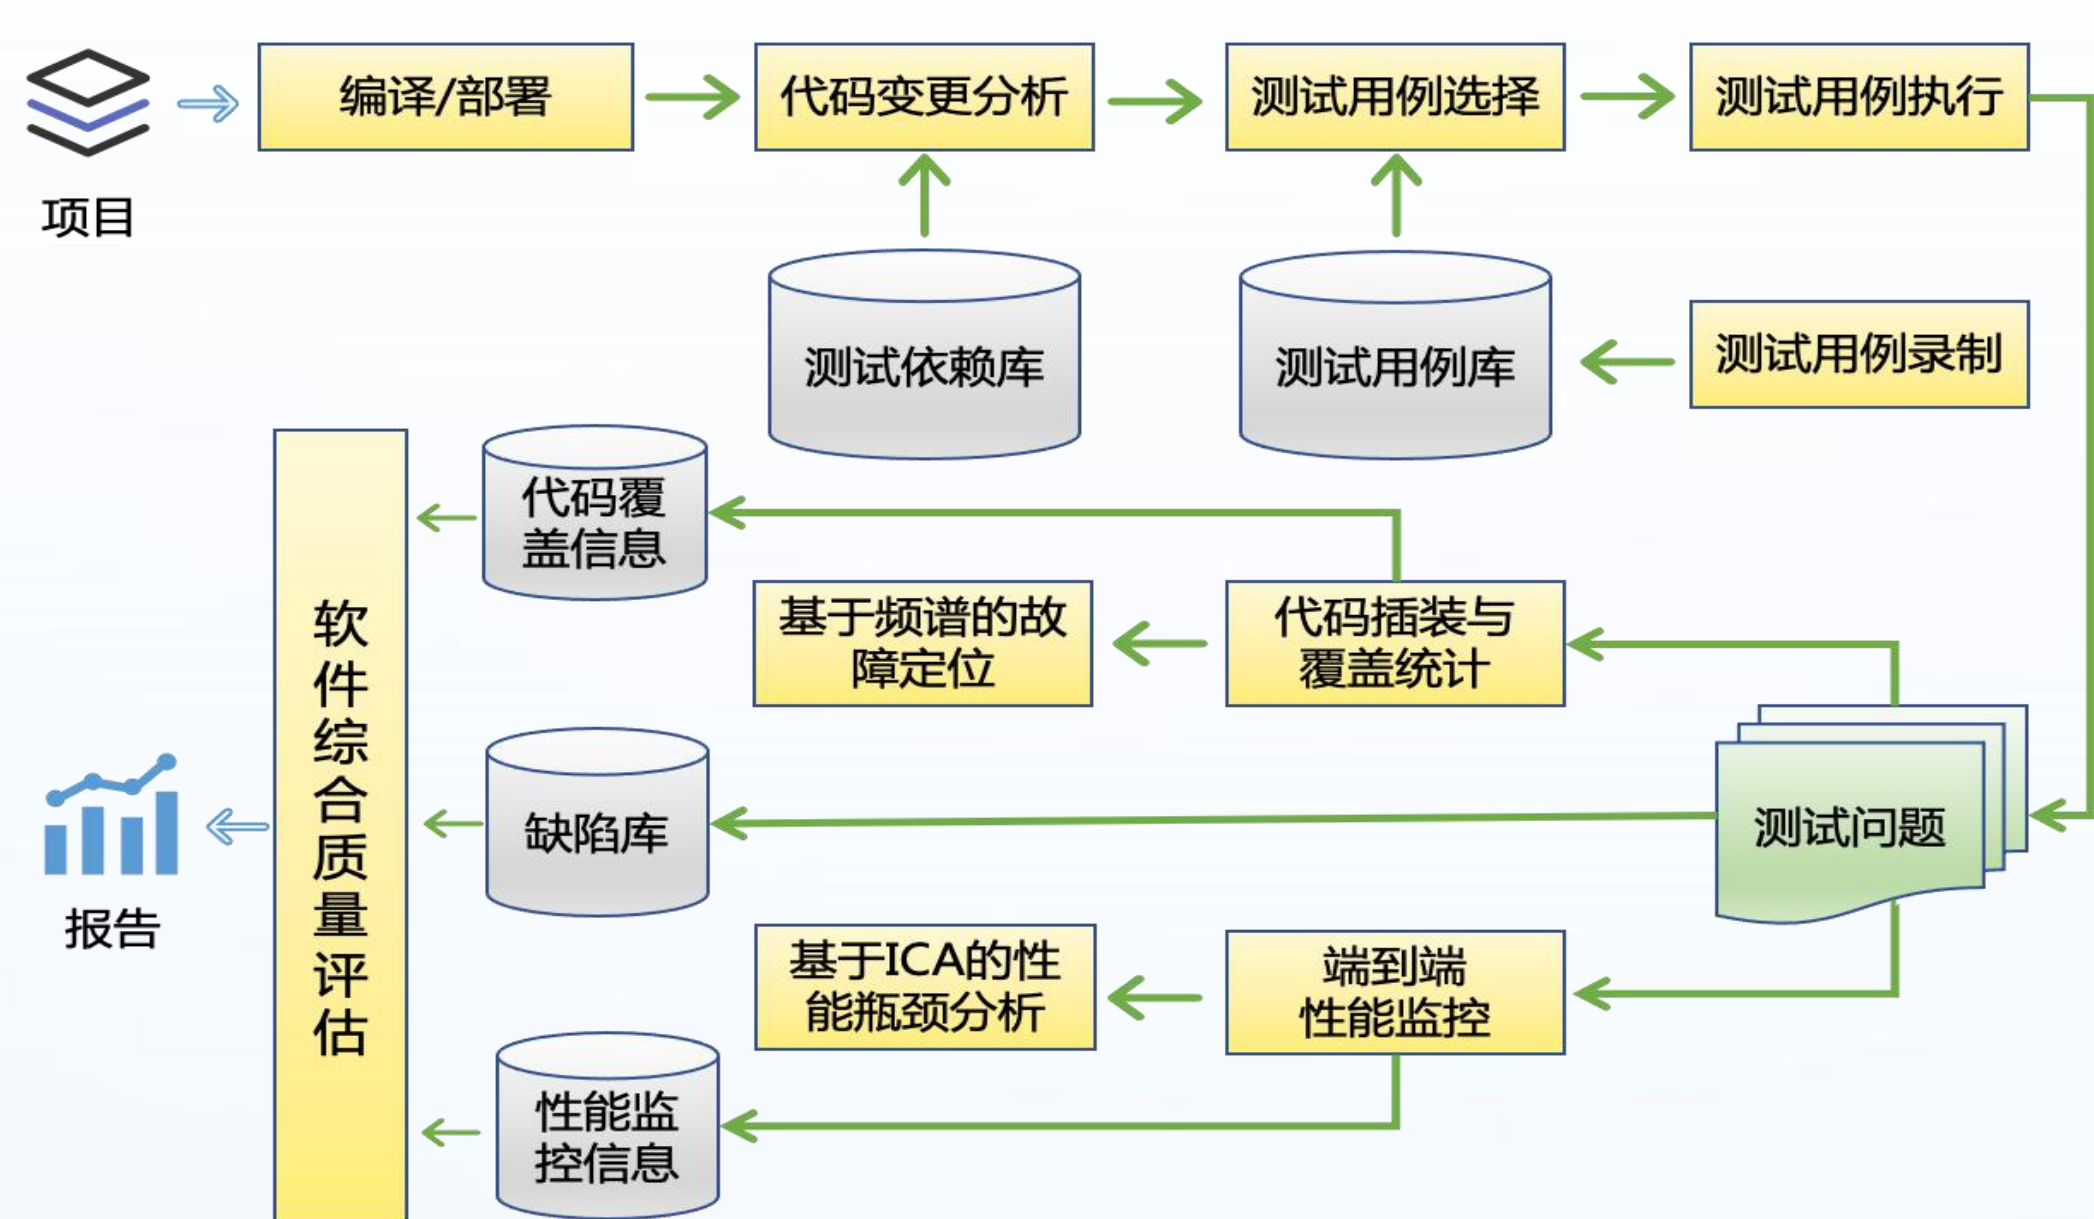 编译/部署
代码变更分析
测试用例选择
测试用例执行
项目
测试依赖库
测试用例库
测试用例录制
代码覆
盖信息
基于频谱的故
障定位
代码插装与
覆盖统计
软
件
综
合
质
量
评
估
缺陷库
测试问题
报告
基于ICA的性
能瓶颈分析
端到端
性能监控
性能监
控信息